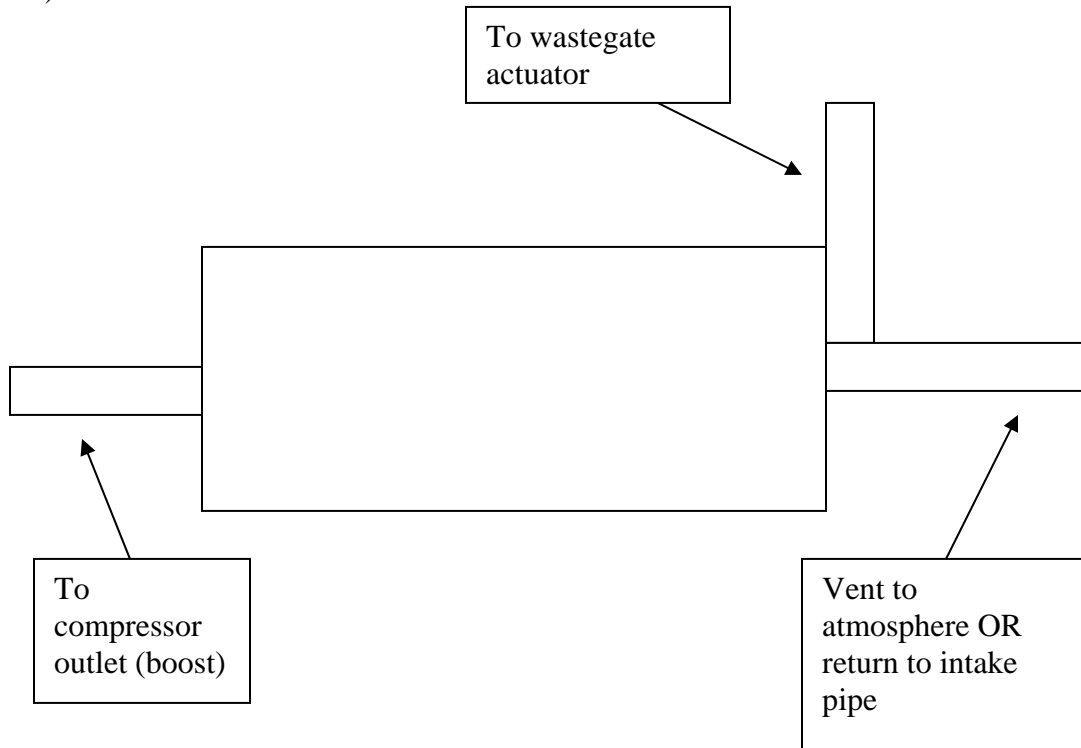 )
To wastegate
actuator
To
compressor
outlet (boost)
Vent to
atmosphere OR
return to intake
pipe